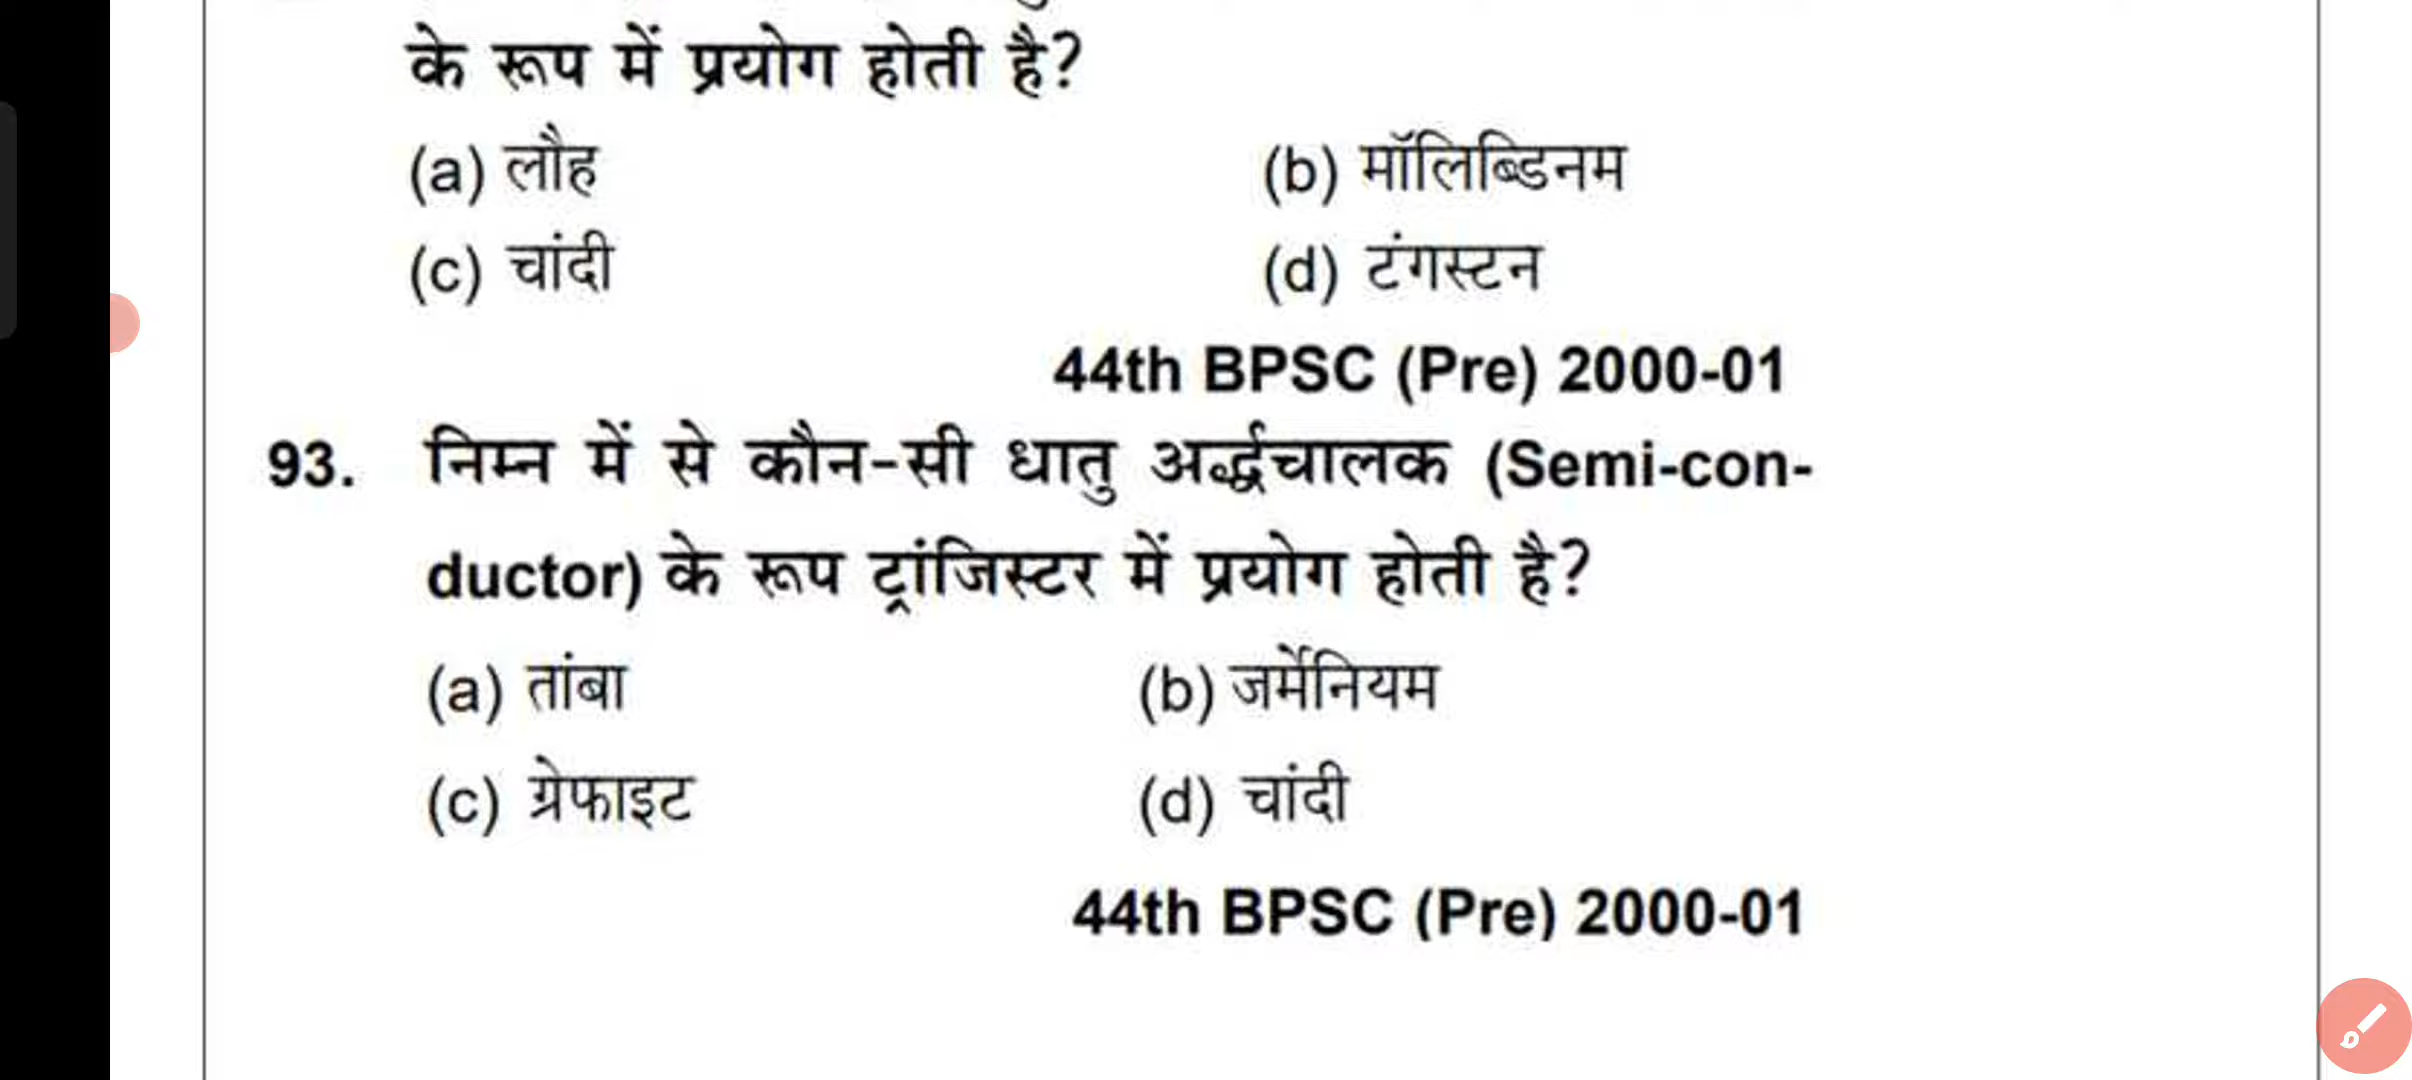 के रूप में प्रयोग होती है?
(a) लौह (b) मॉलिब्डिनम
(c) चांदी (d) टंगस्टन
44th BPSC (Pre) 2000-01
93. निम्न में से कौन-सी धातु अर्द्धचालक (Semi-con-
ductor) के रूप ट्रांजिस्टर में प्रयोग होती है?
(a) तांबा (b) जर्मेनियम
(c) ग्रेफाइट (d) चांदी
44th BPSC (Pre) 2000-01